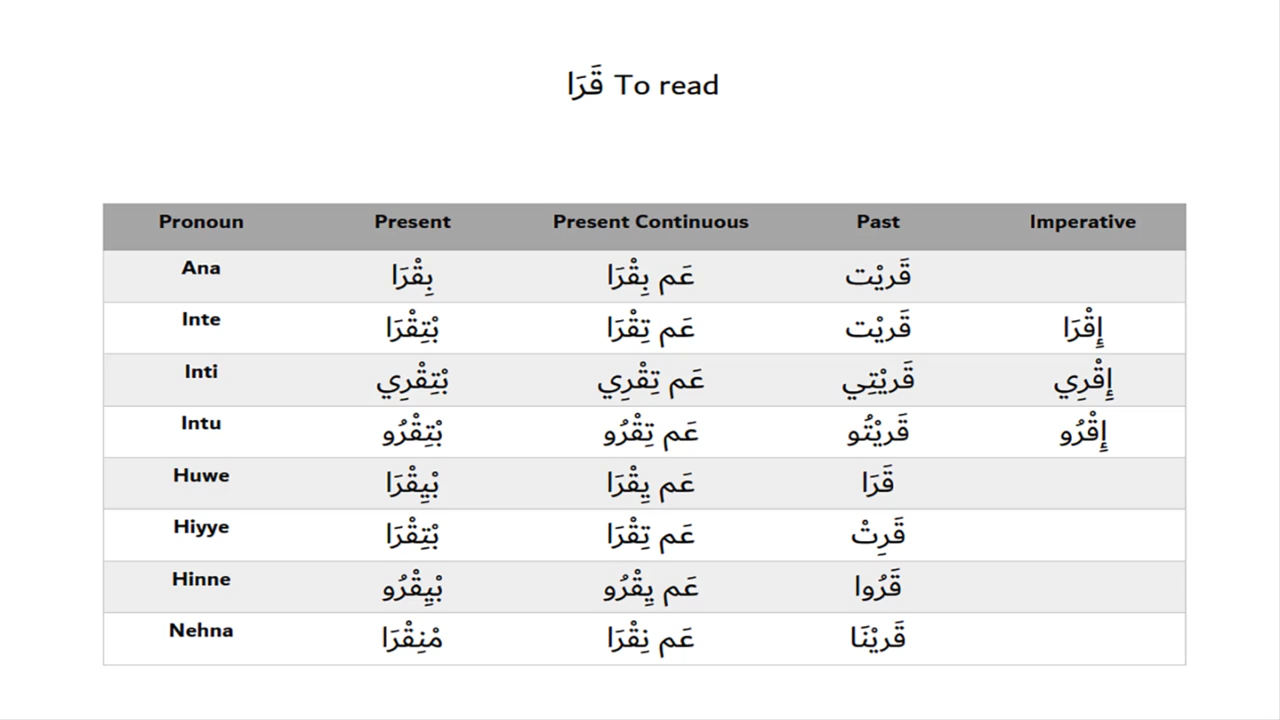 قَرَا To read
Pronoun Present Present Continuous Past Imperative
Ana بِقْرَا عَم بِقْرَا قَريْت
Inte بْتِقْرَا عَم تِقْرَا قَريْت إِقْرَا
Inti بْتِقْرِي عَم تِقْرِي قَريْتِي إِقْرِي
Intu بْتِقْرُو عَم تِقْرُو قَريْتُو إِقْرُو
Huwe بْيِقْرَا عَم يِقْرَا قَرَا
Hiyye بْتِقْرَا عَم تِقْرَا قَرِتْ
Hinne بْيِقْرُو عَم يِقْرُو قَرُوا
Nehna مْنِقْرَا عَم نِقْرَا قَريْنَا